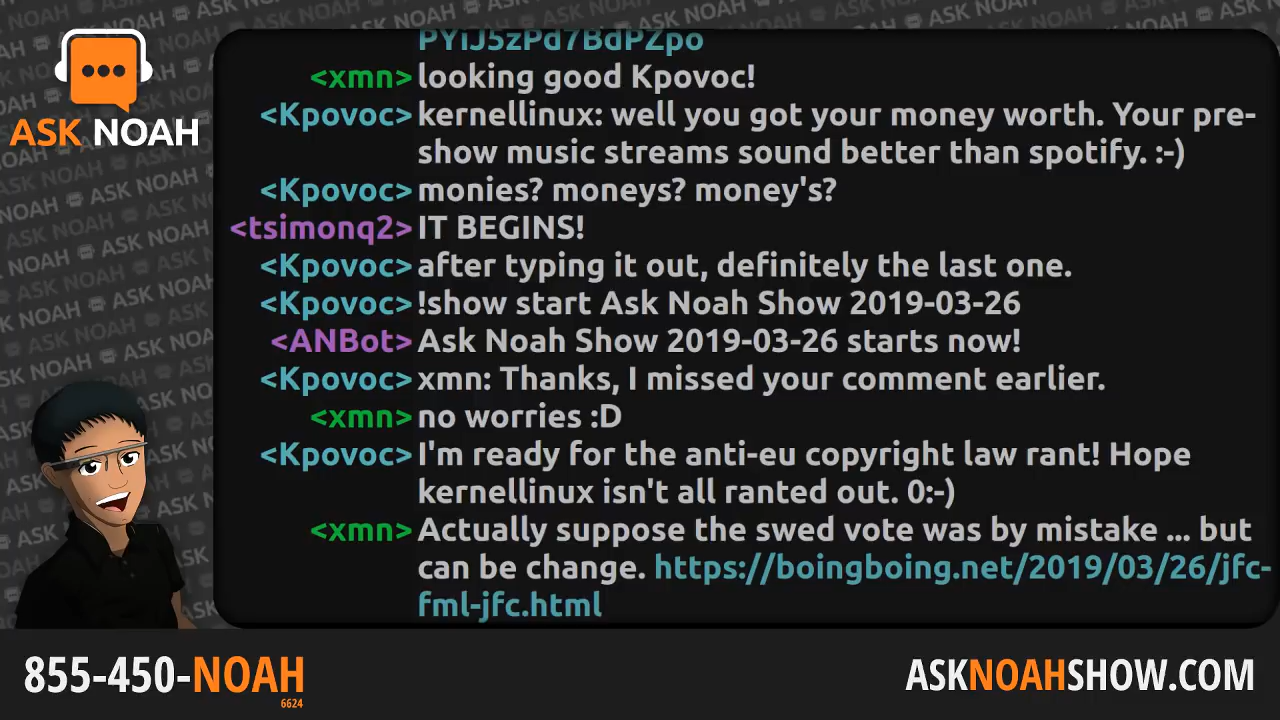 ASK NOAH
PYiJ5zPd7BdPZpo
<xmn> looking good Kpovoc!
<Kpovoc> kernellinux: well you got your money worth. Your pre-
show music streams sound better than spotify. :-)
<Kpovoc> monies? moneys? money's?
<tsimonq2> IT BEGINS!
<Kpovoc> after typing it out, definitely the last one.
<Kpovoc> !show start Ask Noah Show 2019-03-26
<ANBot> Ask Noah Show 2019-03-26 starts now!
<Kpovoc> xmn: Thanks, I missed your comment earlier.
<xmn> no worries :D
<Kpovoc> I'm ready for the anti-eu copyright law rant! Hope
kernellinux isn't all ranted out. 0:-)
<xmn> Actually suppose the swed vote was by mistake ... but
can be change. https://boingboing.net/2019/03/26/jfc-
fml-jfc.html
855-450-NOAH
6624
ASKNOAHSHOW.COM